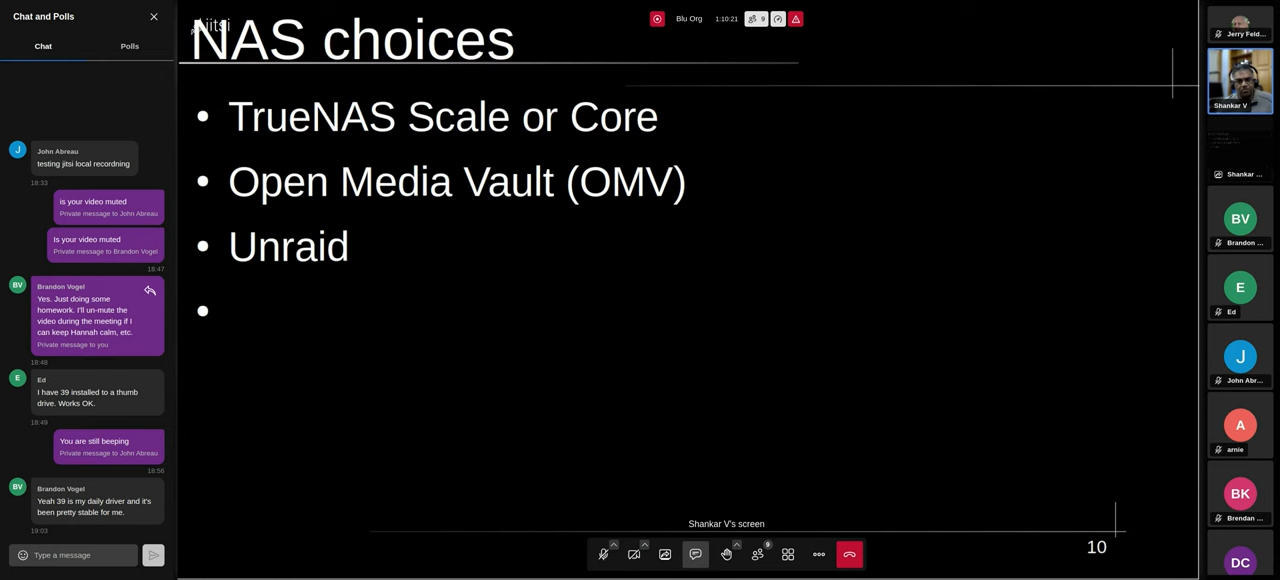 Chat and Polls
Chat
Polls
John Abreau
testing jitsi local recordning
18:33
is your video muted
Private message to John Abreau
Is your video muted
Private message to Brandon Vogel
18:47
BV
Brandon Vogel
Yes. Just doing some
homework. I'll un-mute the
video during the meeting if I
can keep Hannah calm, etc.
Private message to you
18:48
E
Ed
I have 39 installed to a thumb
drive. Works OK.
18:49
You are still beeping
Private message to John Abreau
18:56
BV
Brandon Vogel
Yeah 39 is my daily driver and it's
been pretty stable for me.
19:03
Type a message
jitsi
Blu Org
1:10:21
9
NAS choices
• TrueNAS Scale or Core
• Open Media Vault (OMV)
• Unraid
•
Shankar V's screen
10
9
Jerry Feld...
Shankar V
Shankar ...
BV
Brandon ...
E
Ed
J
John Abr...
A
arnie
BK
Brendan ...
DC